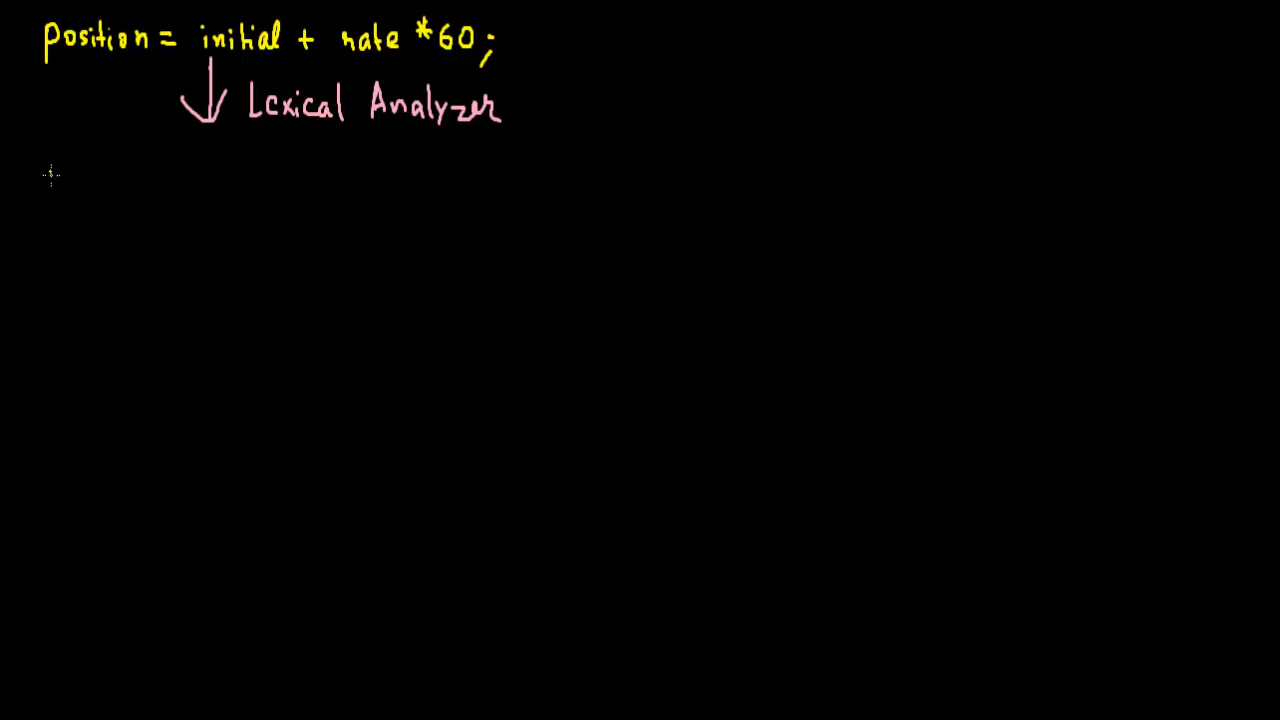 position = initial + rate *60;
Lexical Analyzer